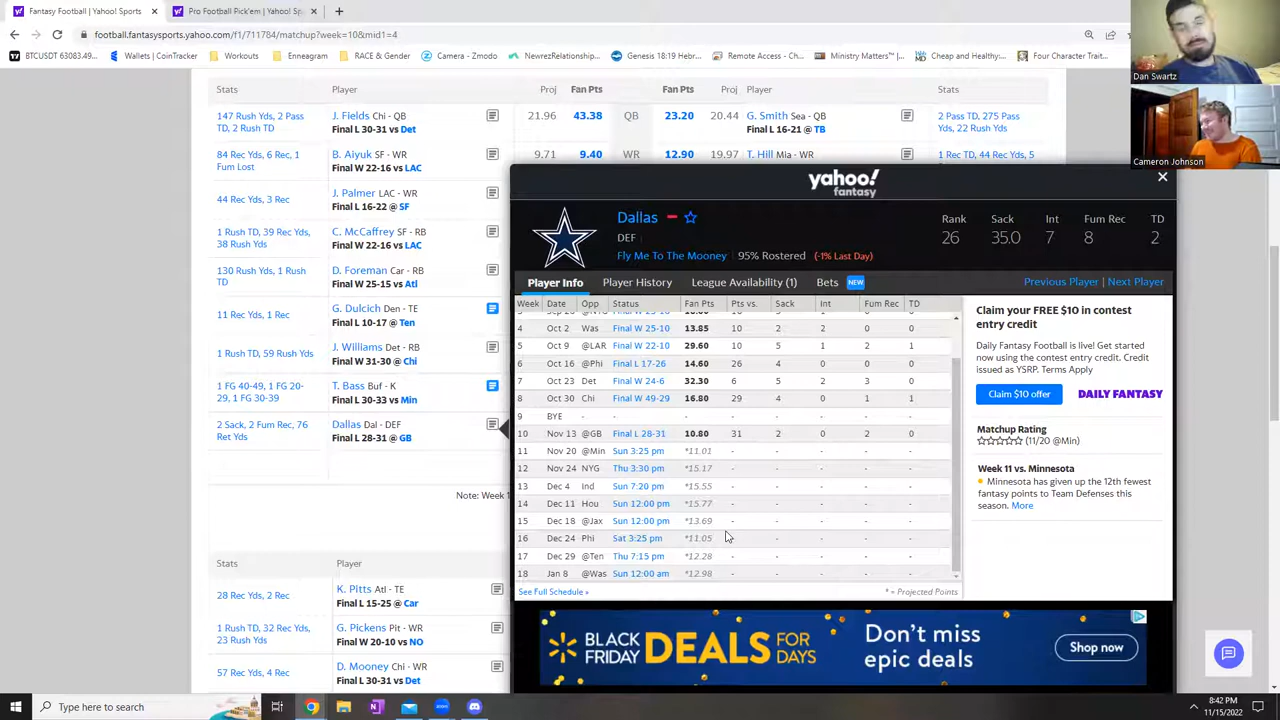 Fantasy Football | Yahoo! Sports
Pro Football Pick'em | Yahoo! Sp
football.fantasysports.yahoo.com/f1/711784/matchup?week=10&mid1=4
BTCUSDT 63083.49... Wallets | CoinTracker Workouts Enneagram RACE & Gender Camera - Zmodo NewrezRelationship... Genesis 18:19 Hebre... Remote Access - Ch... Ministry Matters™ |... Cheap and Healthy:... Four Character Trait...
Dan Swartz
Cameron Johnson
Stats Player Proj Fan Pts Fan Pts Proj Player Stats
147 Rush Yds, 2 Pass
TD, 2 Rush TD
J. Fields Chi - QB
Final L 30-31 vs Det
21.96 43.38 QB 23.20 20.44
G. Smith Sea - QB
Final L 16-21 @ TB
2 Pass TD, 275 Pass
Yds, 22 Rush Yds
84 Rec Yds, 6 Rec, 1
Fum Lost
B. Aiyuk SF - WR
Final W 22-16 vs LAC
9.71 9.40 WR 12.90 19.97
T. Hill Mia - WR
1 Rec TD, 44 Rec Yds, 5
44 Rec Yds, 3 Rec
J. Palmer LAC - WR
Final L 16-22 @ SF
1 Rush TD, 39 Rec Yds,
38 Rush Yds
C. McCaffrey SF - RB
Final W 22-16 vs LAC
130 Rush Yds, 1 Rush
TD
D. Foreman Car - RB
Final W 25-15 vs Atl
11 Rec Yds, 1 Rec
G. Dulcich Den - TE
Final L 10-17 @ Ten
1 Rush TD, 59 Rush Yds
J. Williams Det - RB
Final W 31-30 @ Chi
1 FG 40-49, 1 FG 20-
29, 1 FG 30-39
T. Bass Buf - K
Final L 30-33 vs Min
2 Sack, 2 Fum Rec, 76
Ret Yds
Dallas Dal - DEF
Final L 28-31 @ GB
Note: Week 1
Stats Player
28 Rec Yds, 2 Rec
K. Pitts Atl - TE
Final L 15-25 @ Car
1 Rush TD, 32 Rec Yds,
23 Rush Yds
G. Pickens Pit - WR
Final W 20-10 vs NO
57 Rec Yds, 4 Rec
D. Mooney Chi - WR
Final L 30-31 vs Det
yahoo!
fantasy
Dallas
DEF
Fly Me To The Mooney 95% Rostered (-1% Last Day)
Rank Sack Int Fum Rec TD
26 35.0 7 8 2
Player Info Player History League Availability (1) Bets NEW Previous Player | Next Player
Week Date Opp Status Fan Pts Pts vs. Sack Int Fum Rec TD
4 Oct 2 Was Final W 25-10 13.85 10 2 2 0 0
5 Oct 9 @LAR Final W 22-10 29.60 10 5 1 2 1
6 Oct 16 @Phi Final L 17-26 14.60 26 4 0 0 0
7 Oct 23 Det Final W 24-6 32.30 6 5 2 3 0
8 Oct 30 Chi Final W 49-29 16.80 29 4 0 1 1
9 BYE - - - - - - - -
10 Nov 13 @GB Final L 28-31 10.80 31 2 0 2 0
11 Nov 20 @Min Sun 3:25 pm *11.01 - - - - -
12 Nov 24 NYG Thu 3:30 pm *15.17 - - - - -
13 Dec 4 Ind Sun 7:20 pm *15.55 - - - - -
14 Dec 11 Hou Sun 12:00 pm *15.77 - - - - -
15 Dec 18 @Jax Sun 12:00 pm *13.69 - - - - -
16 Dec 24 Phi Sat 3:25 pm *11.05 - - - - -
17 Dec 29 @Ten Thu 7:15 pm *12.28 - - - - -
18 Jan 8 @Was Sun 12:00 am *12.98 - - - - -
See Full Schedule » * = Projected Points
Claim your FREE $10 in contest
entry credit
Daily Fantasy Football is live! Get started
now using the contest entry credit. Credit
issued as YSRP. Terms Apply
Claim $10 offer DAILY FANTASY
Matchup Rating
(11/20 @Min)
Week 11 vs. Minnesota
Minnesota has given up the 12th fewest
fantasy points to Team Defenses this
season. More
BLACK
FRIDAY
DEALS
FOR
DAYS
Don't miss
epic deals
Shop now
Type here to search
8:42 PM
11/15/2022